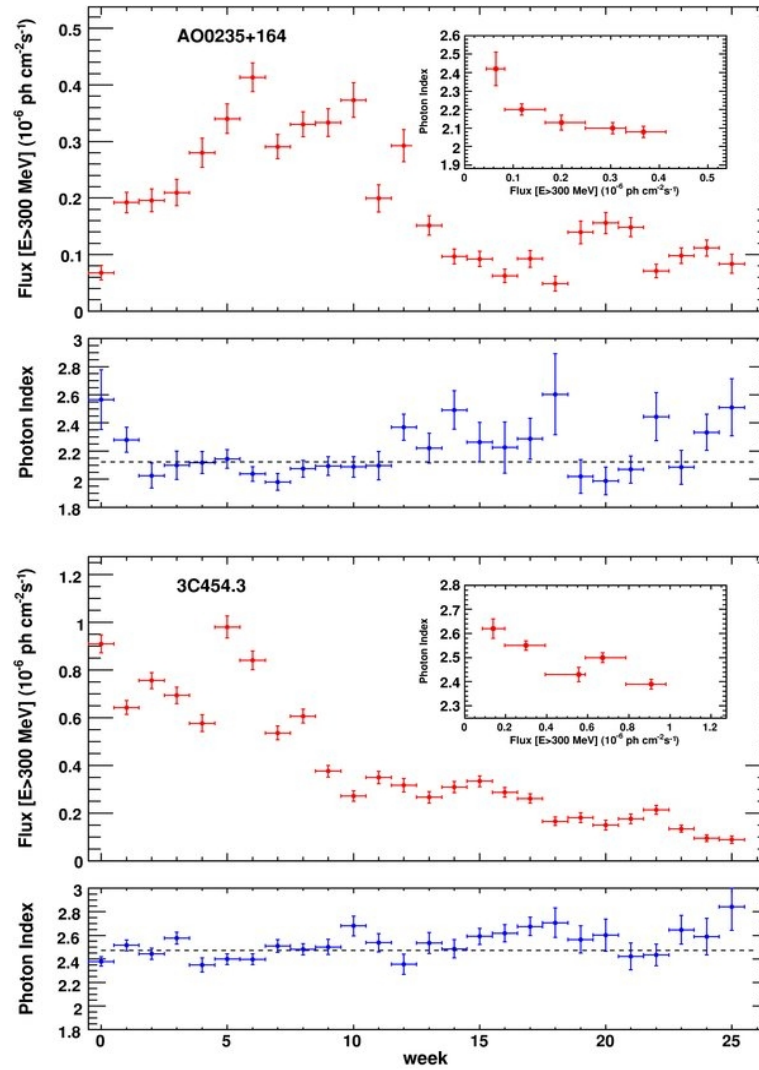 AO0235+164
Flux [E>300 MeV] (10⁻⁶ ph cm⁻²s⁻¹)
0.5
0.4
0.3
0.2
0.1
0
Photon Index
2.6
2.5
2.4
2.3
2.2
2.1
2
1.9
0 0.1 0.2 0.3 0.4 0.5
Flux [E>300 MeV] (10⁻⁶ ph cm⁻²s⁻¹)
Photon Index
3
2.8
2.6
2.4
2.2
2
1.8
3C454.3
Flux [E>300 MeV] (10⁻⁶ ph cm⁻²s⁻¹)
1.2
1
0.8
0.6
0.4
0.2
0
Photon Index
2.8
2.7
2.6
2.5
2.4
2.3
0 0.2 0.4 0.6 0.8 1 1.2
Flux [E>300 MeV] (10⁻⁶ ph cm⁻²s⁻¹)
Photon Index
3
2.8
2.6
2.4
2.2
2
1.8
0 5 10 15 20 25
week